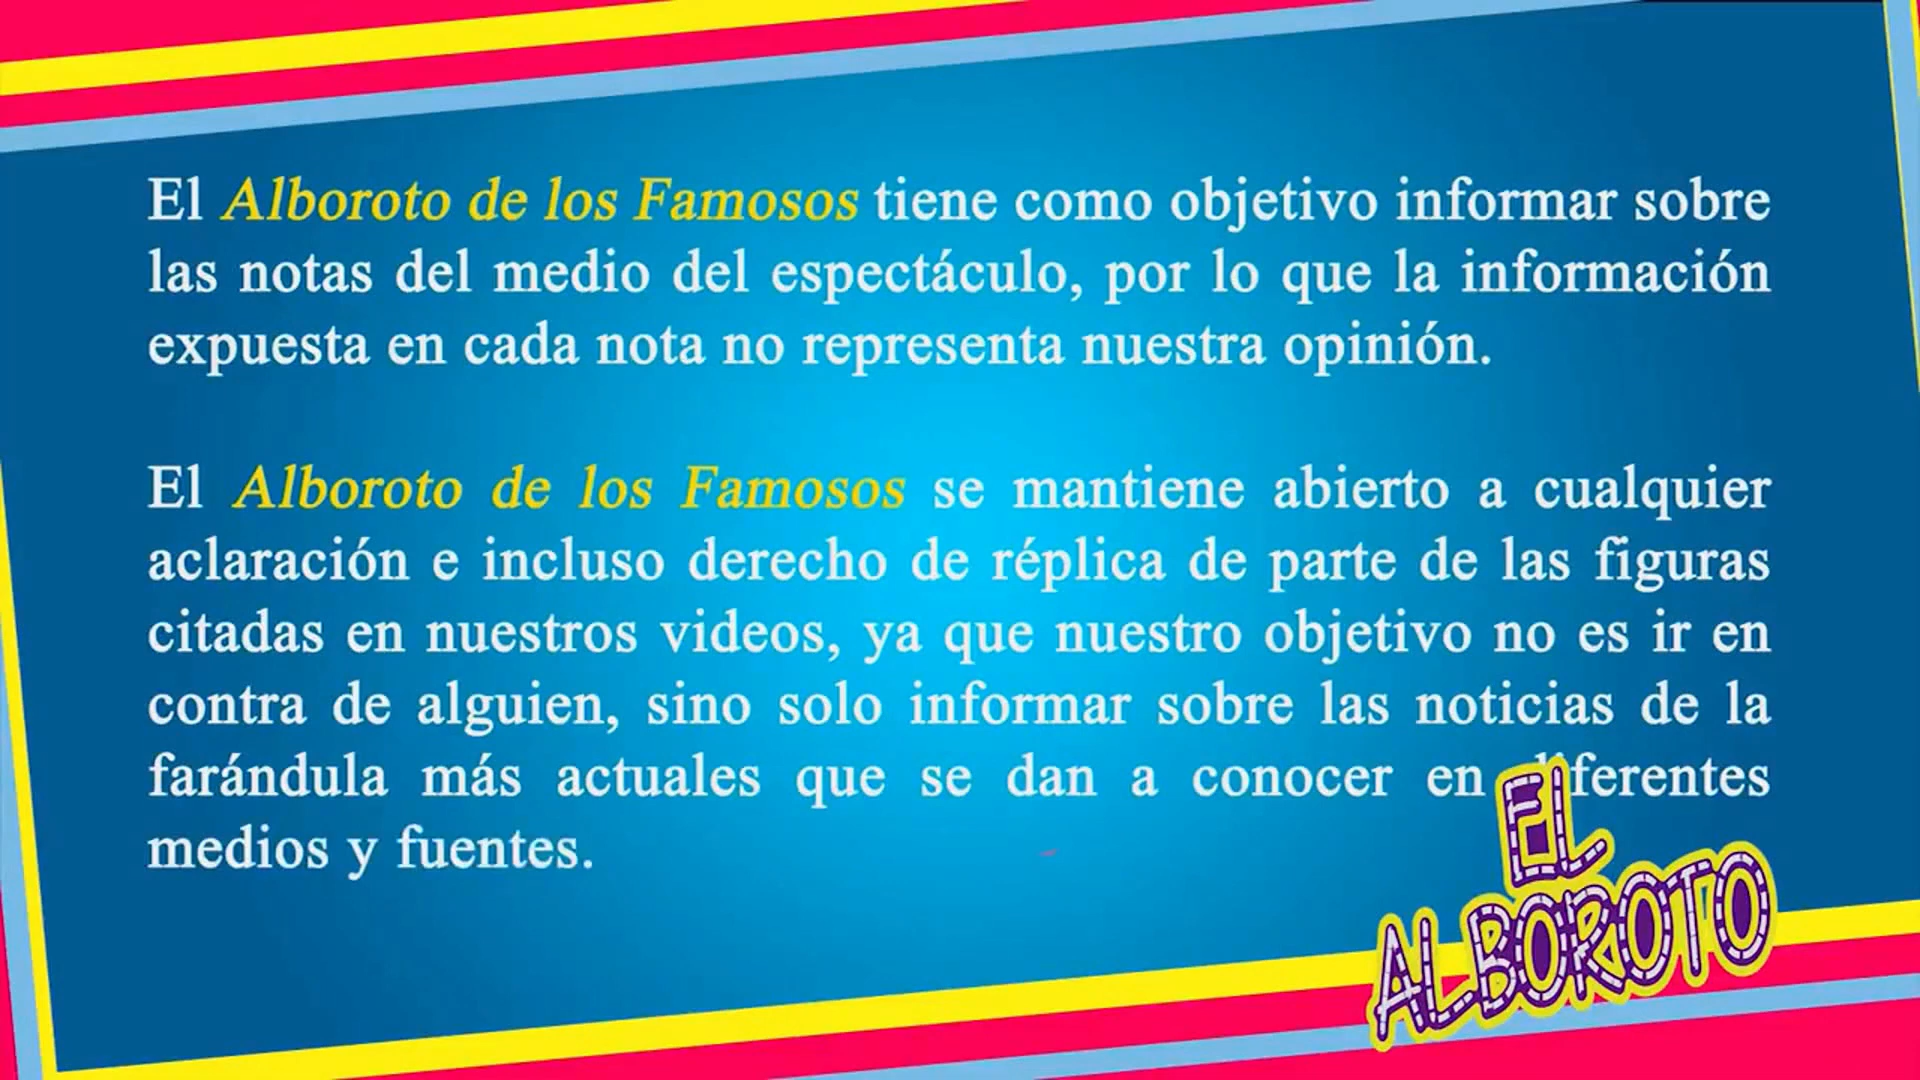 El Alboroto de los Famosos tiene como objetivo informar sobre
las notas del medio del espectáculo, por lo que la información
expuesta en cada nota no representa nuestra opinión.
El Alboroto de los Famosos se mantiene abierto a cualquier
aclaración e incluso derecho de réplica de parte de las figuras
citadas en nuestros videos, ya que nuestro objetivo no es ir en
contra de alguien, sino solo informar sobre las noticias de la
farándula más actuales que se dan a conocer en diferentes
medios y fuentes.
EL
ALBOROTO